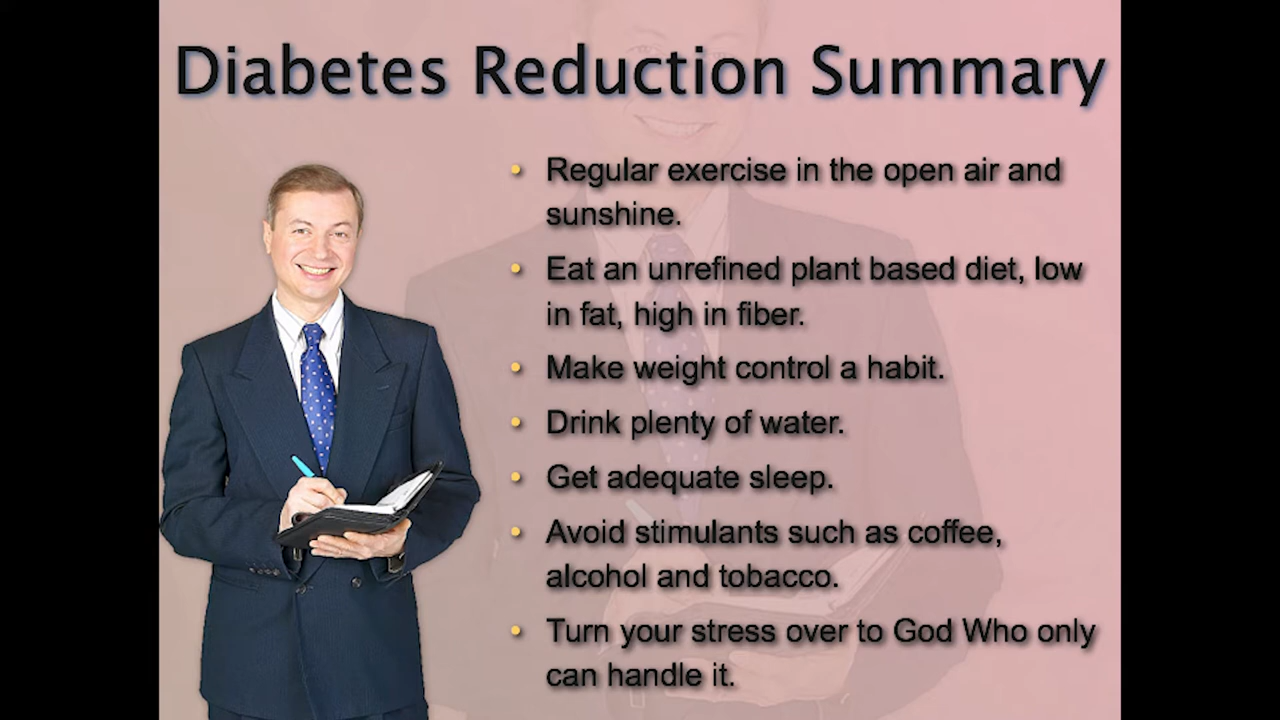 Diabetes Reduction Summary
• Regular exercise in the open air and
sunshine.
• Eat an unrefined plant based diet, low
in fat, high in fiber.
• Make weight control a habit.
• Drink plenty of water.
• Get adequate sleep.
• Avoid stimulants such as coffee,
alcohol and tobacco.
• Turn your stress over to God Who only
can handle it.